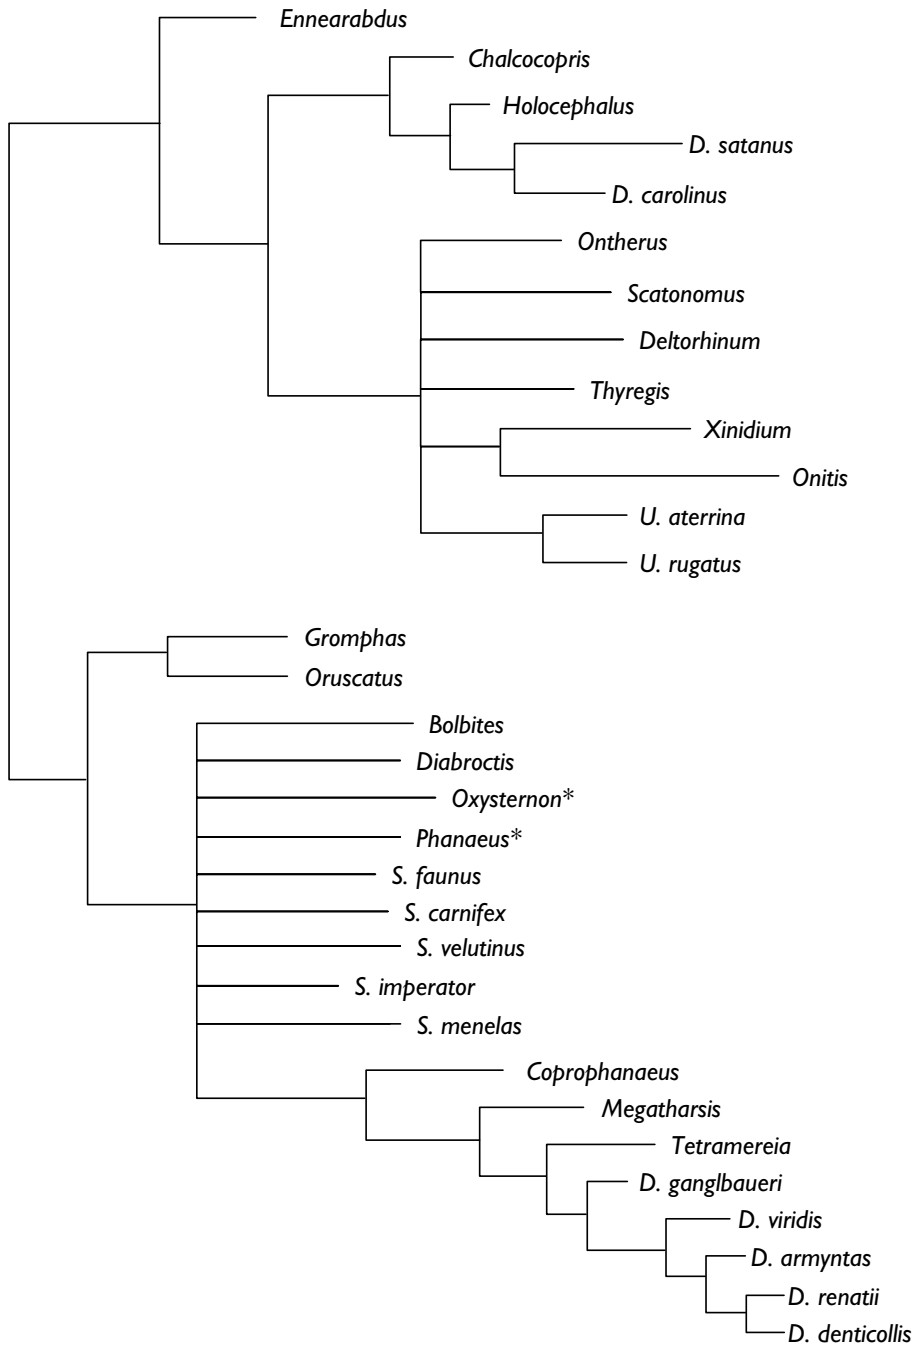 Ennearabdus
Chalcocopris
Holocephalus
D. satanus
D. carolinus
Ontherus
Scatonomus
Deltorhinum
Thyregis
Xinidium
Onitis
U. aterrina
U. rugatus
Gromphas
Oruscatus
Bolbites
Diabroctis
Oxysternon*
Phanaeus*
S. faunus
S. carnifex
S. velutinus
S. imperator
S. menelas
Coprophanaeus
Megatharsis
Tetramereia
D. ganglbaueri
D. viridis
D. armyntas
D. renatii
D. denticollis